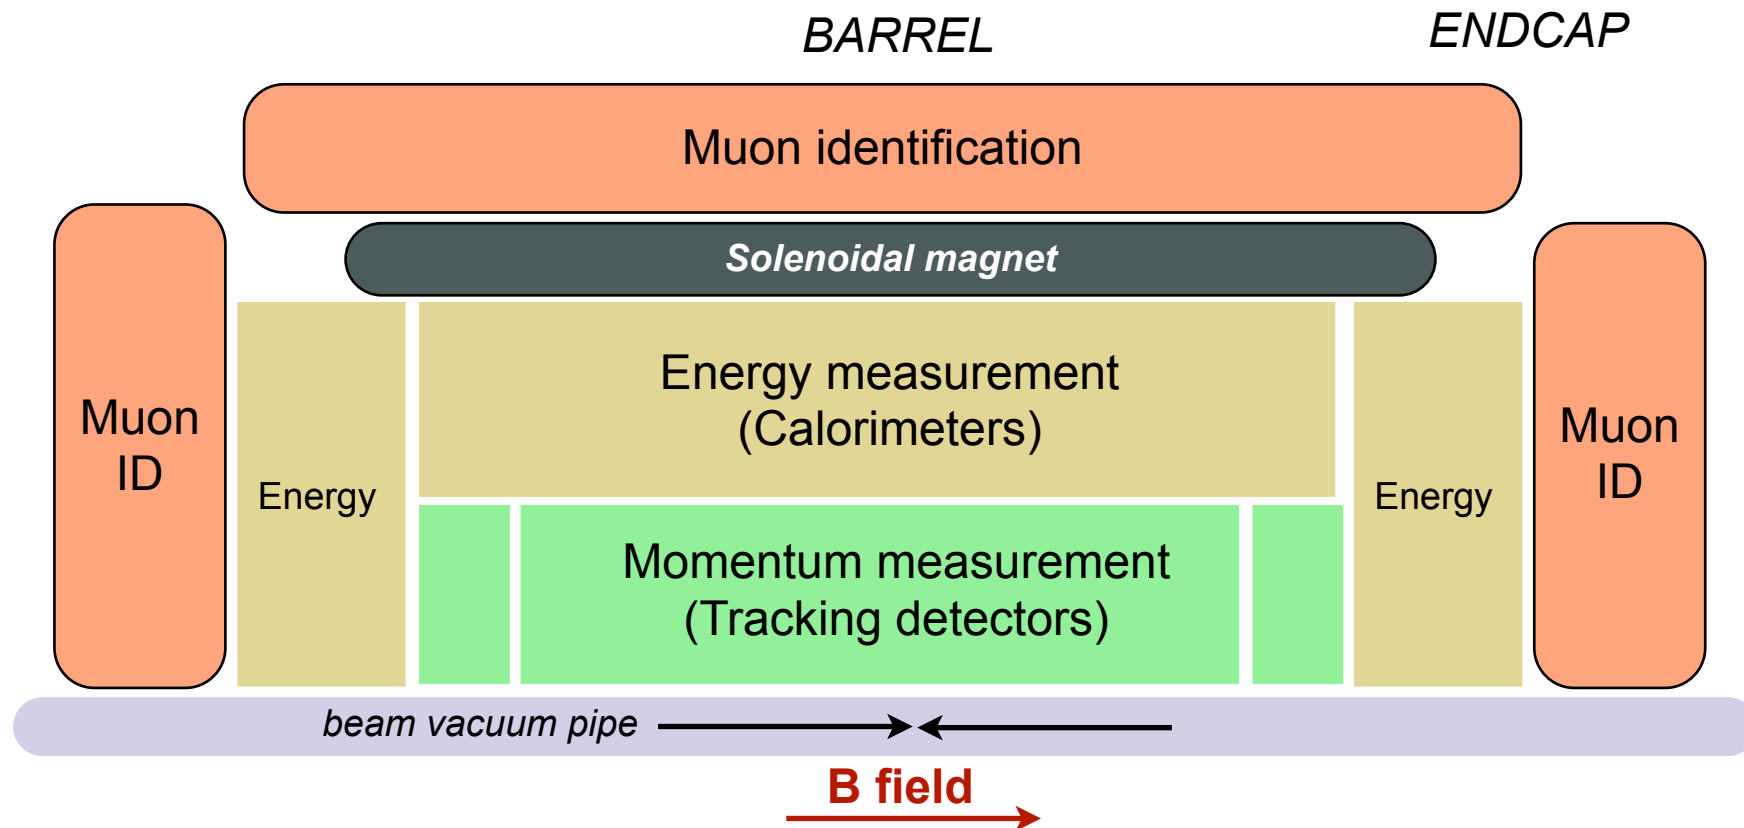 BARREL
ENDCAP
Muon identification
Solenoidal magnet
Energy measurement
(Calorimeters)
Muon
ID
Energy
Energy
Muon
ID
Momentum measurement
(Tracking detectors)
beam vacuum pipe
B field